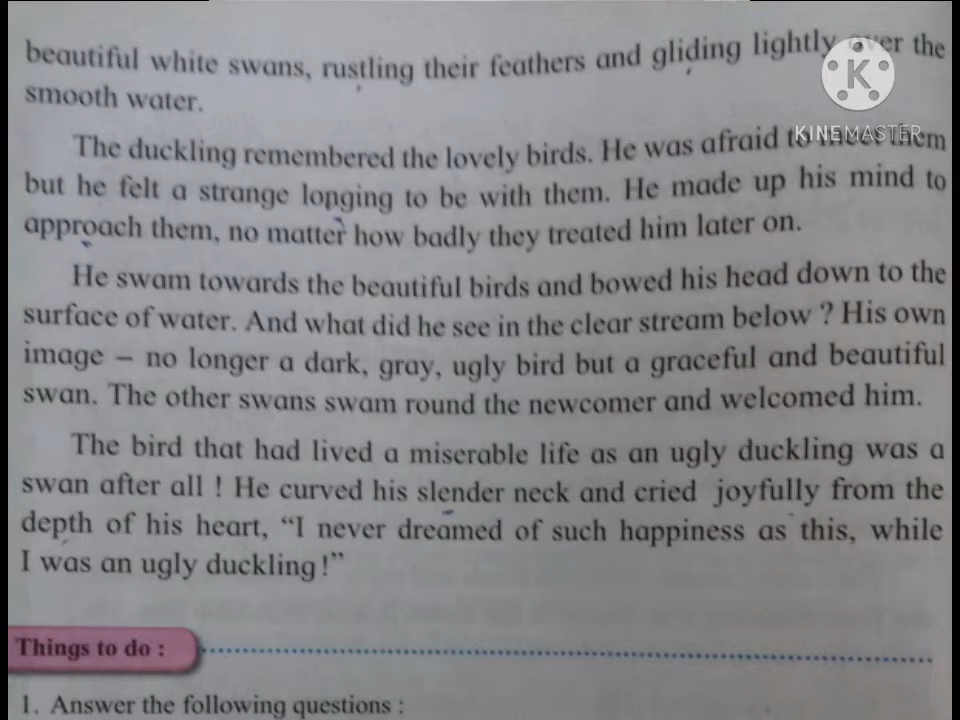 beautiful white swans, rustling their feathers and gliding lightly over the
smooth water.
The duckling remembered the lovely birds. He was afraid to meet them
but he felt a strange longing to be with them. He made up his mind to
approach them, no matter how badly they treated him later on.
He swam towards the beautiful birds and bowed his head down to the
surface of water. And what did he see in the clear stream below ? His own
image – no longer a dark, gray, ugly bird but a graceful and beautiful
swan. The other swans swam round the newcomer and welcomed him.
The bird that had lived a miserable life as an ugly duckling was a
swan after all ! He curved his slender neck and cried joyfully from the
depth of his heart, “I never dreamed of such happiness as this, while
I was an ugly duckling!”
Things to do :
1. Answer the following questions :
K
KINEMASTER